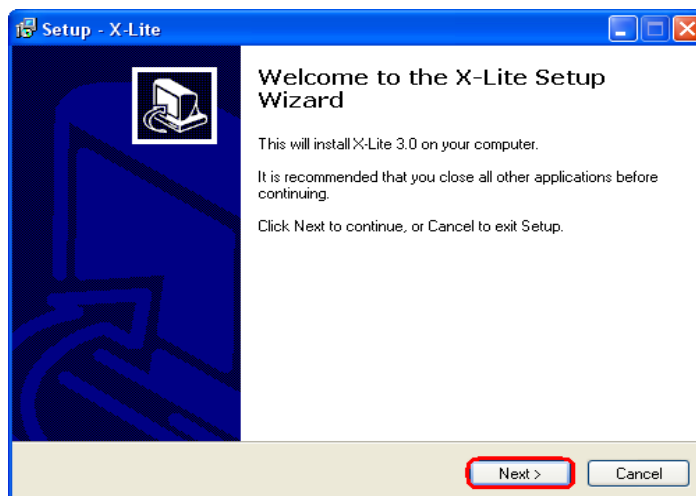 Setup - X-Lite
Welcome to the X-Lite Setup
Wizard
This will install X-Lite 3.0 on your computer.
It is recommended that you close all other applications before
continuing.
Click Next to continue, or Cancel to exit Setup.
Next >
Cancel